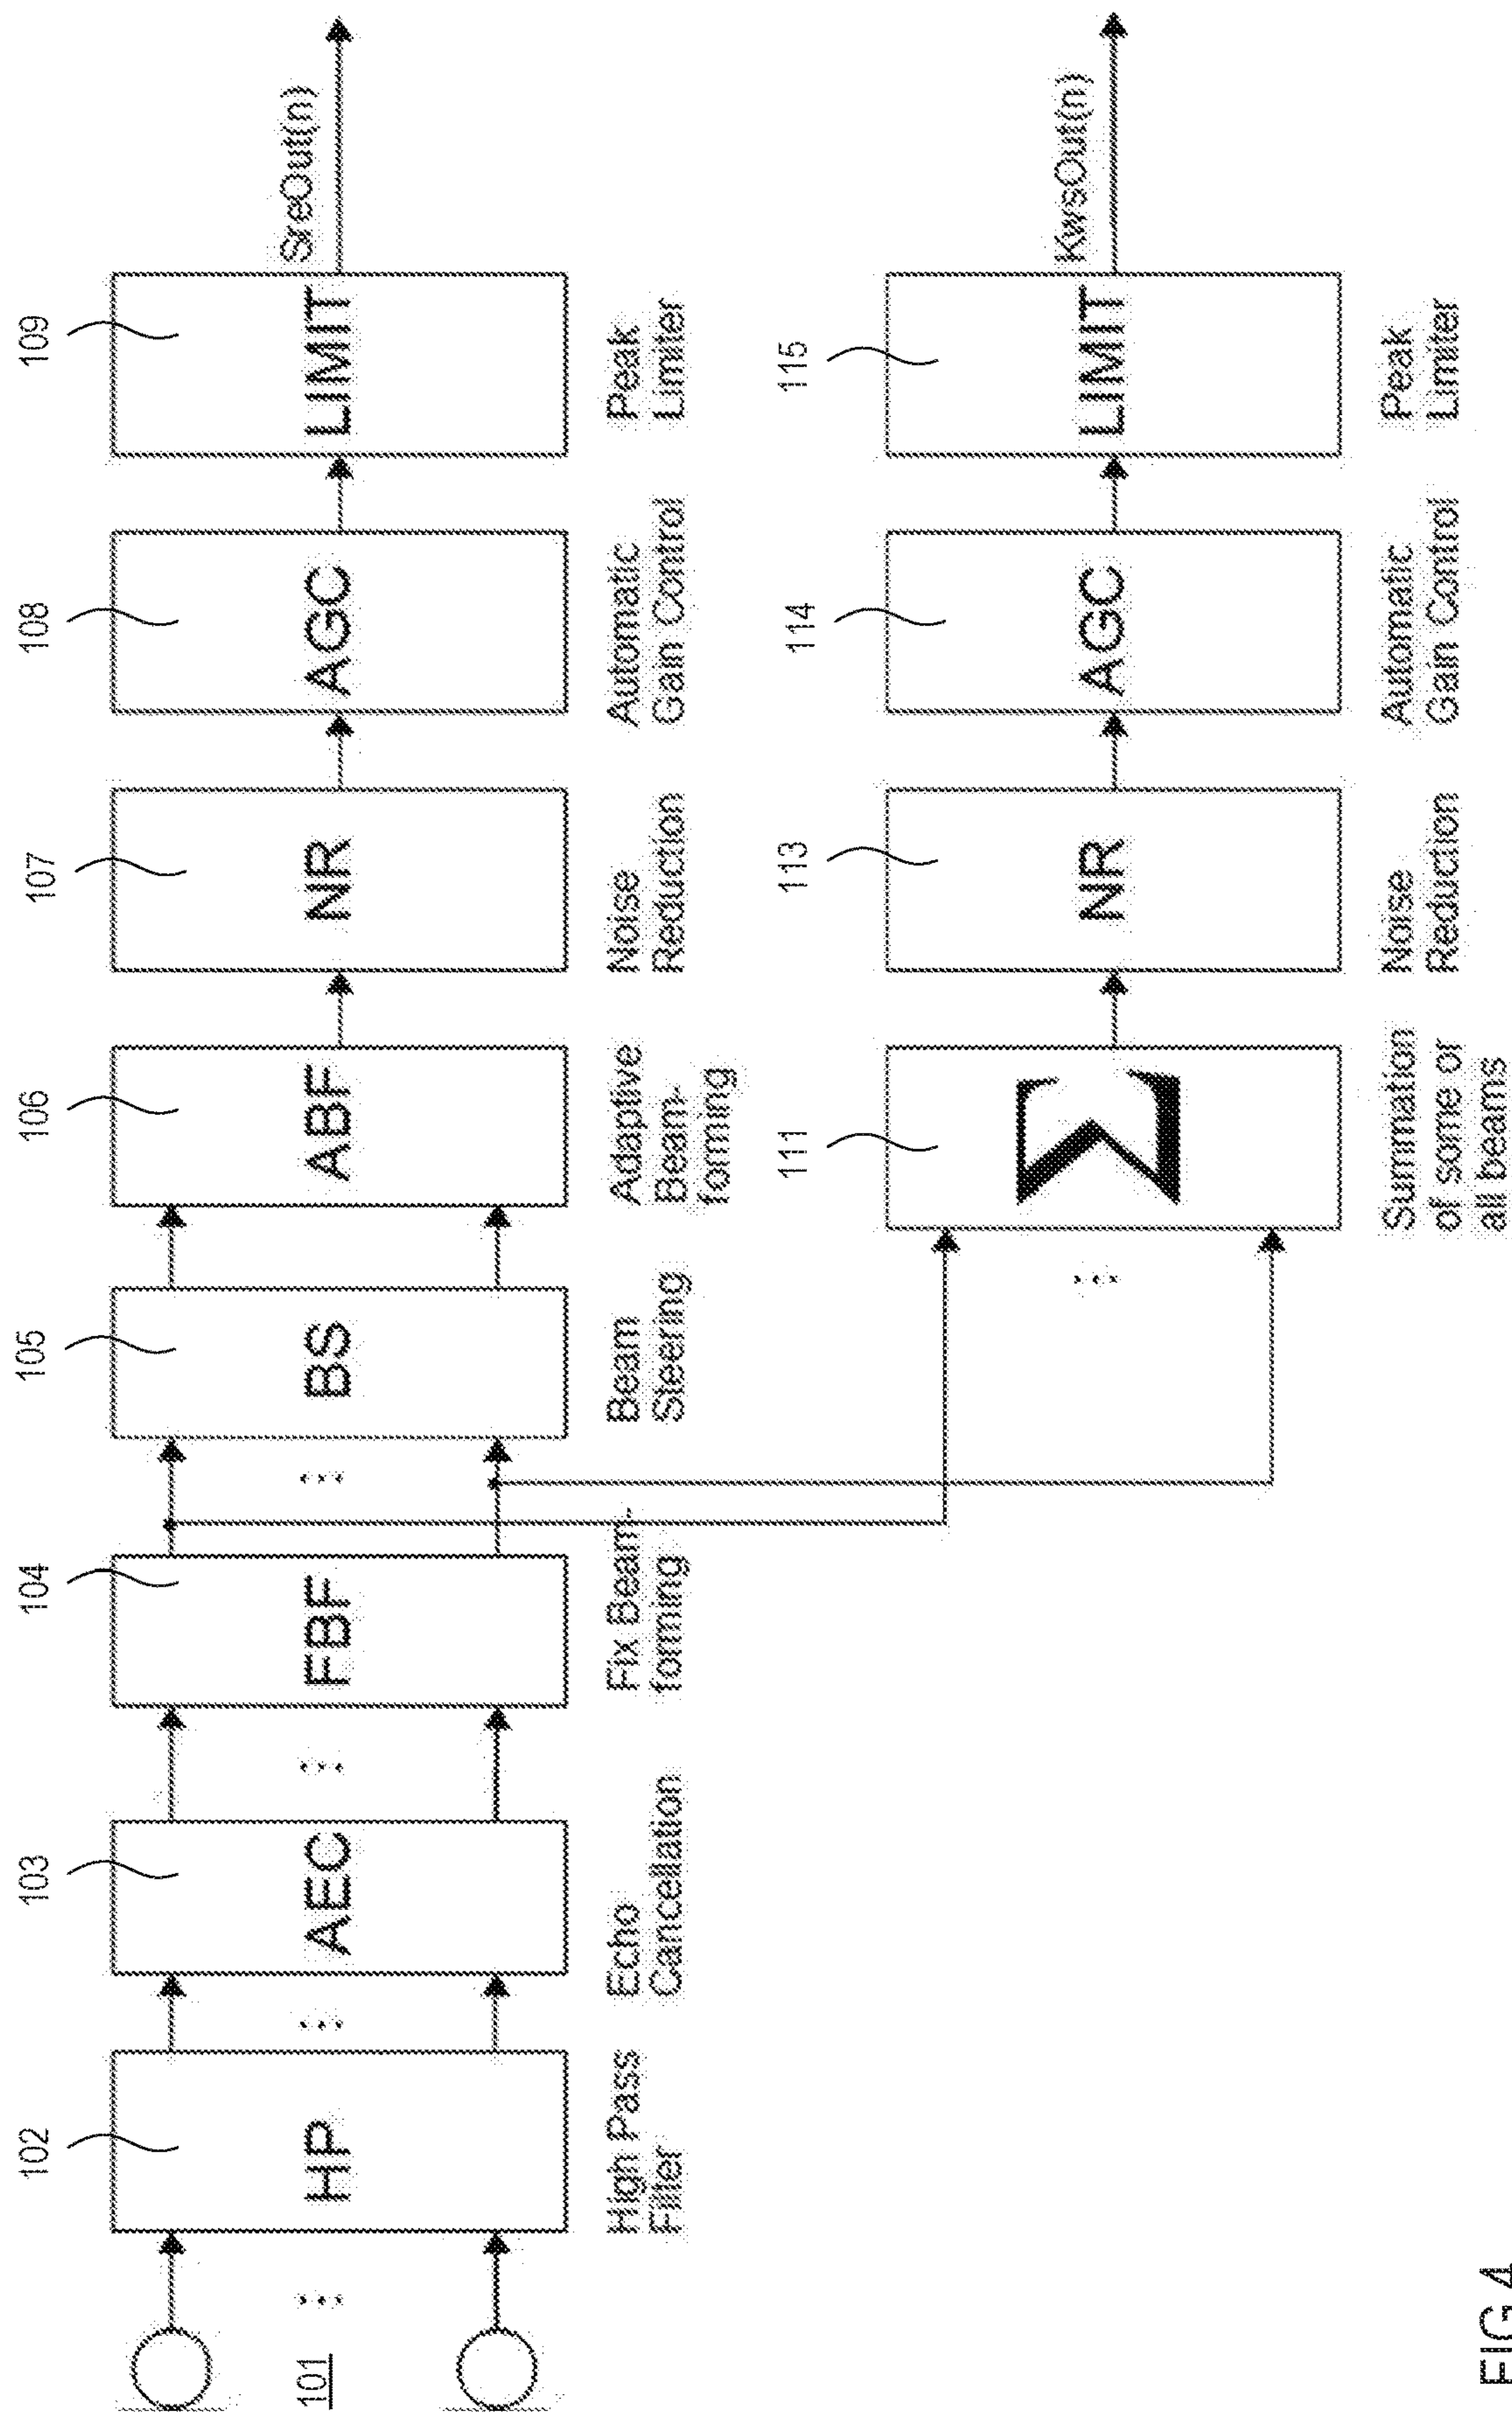 101
102
HP
High Pass
Filter
103
AEC
Echo
Cancellation
104
FBF
Fix Beam-
forming
105
BS
Beam
Steering
106
ABF
Adaptive
Beam-
forming
107
NR
Noise
Reduction
108
AGC
Automatic
Gain Control
109
LIMIT
Peak
Limiter
SreOut(n)
111
Σ
Summation
of some or
all beams
113
NR
Noise
Reduction
114
AGC
Automatic
Gain Control
115
LIMIT
Peak
Limiter
KwsOut(n)
FIG 4